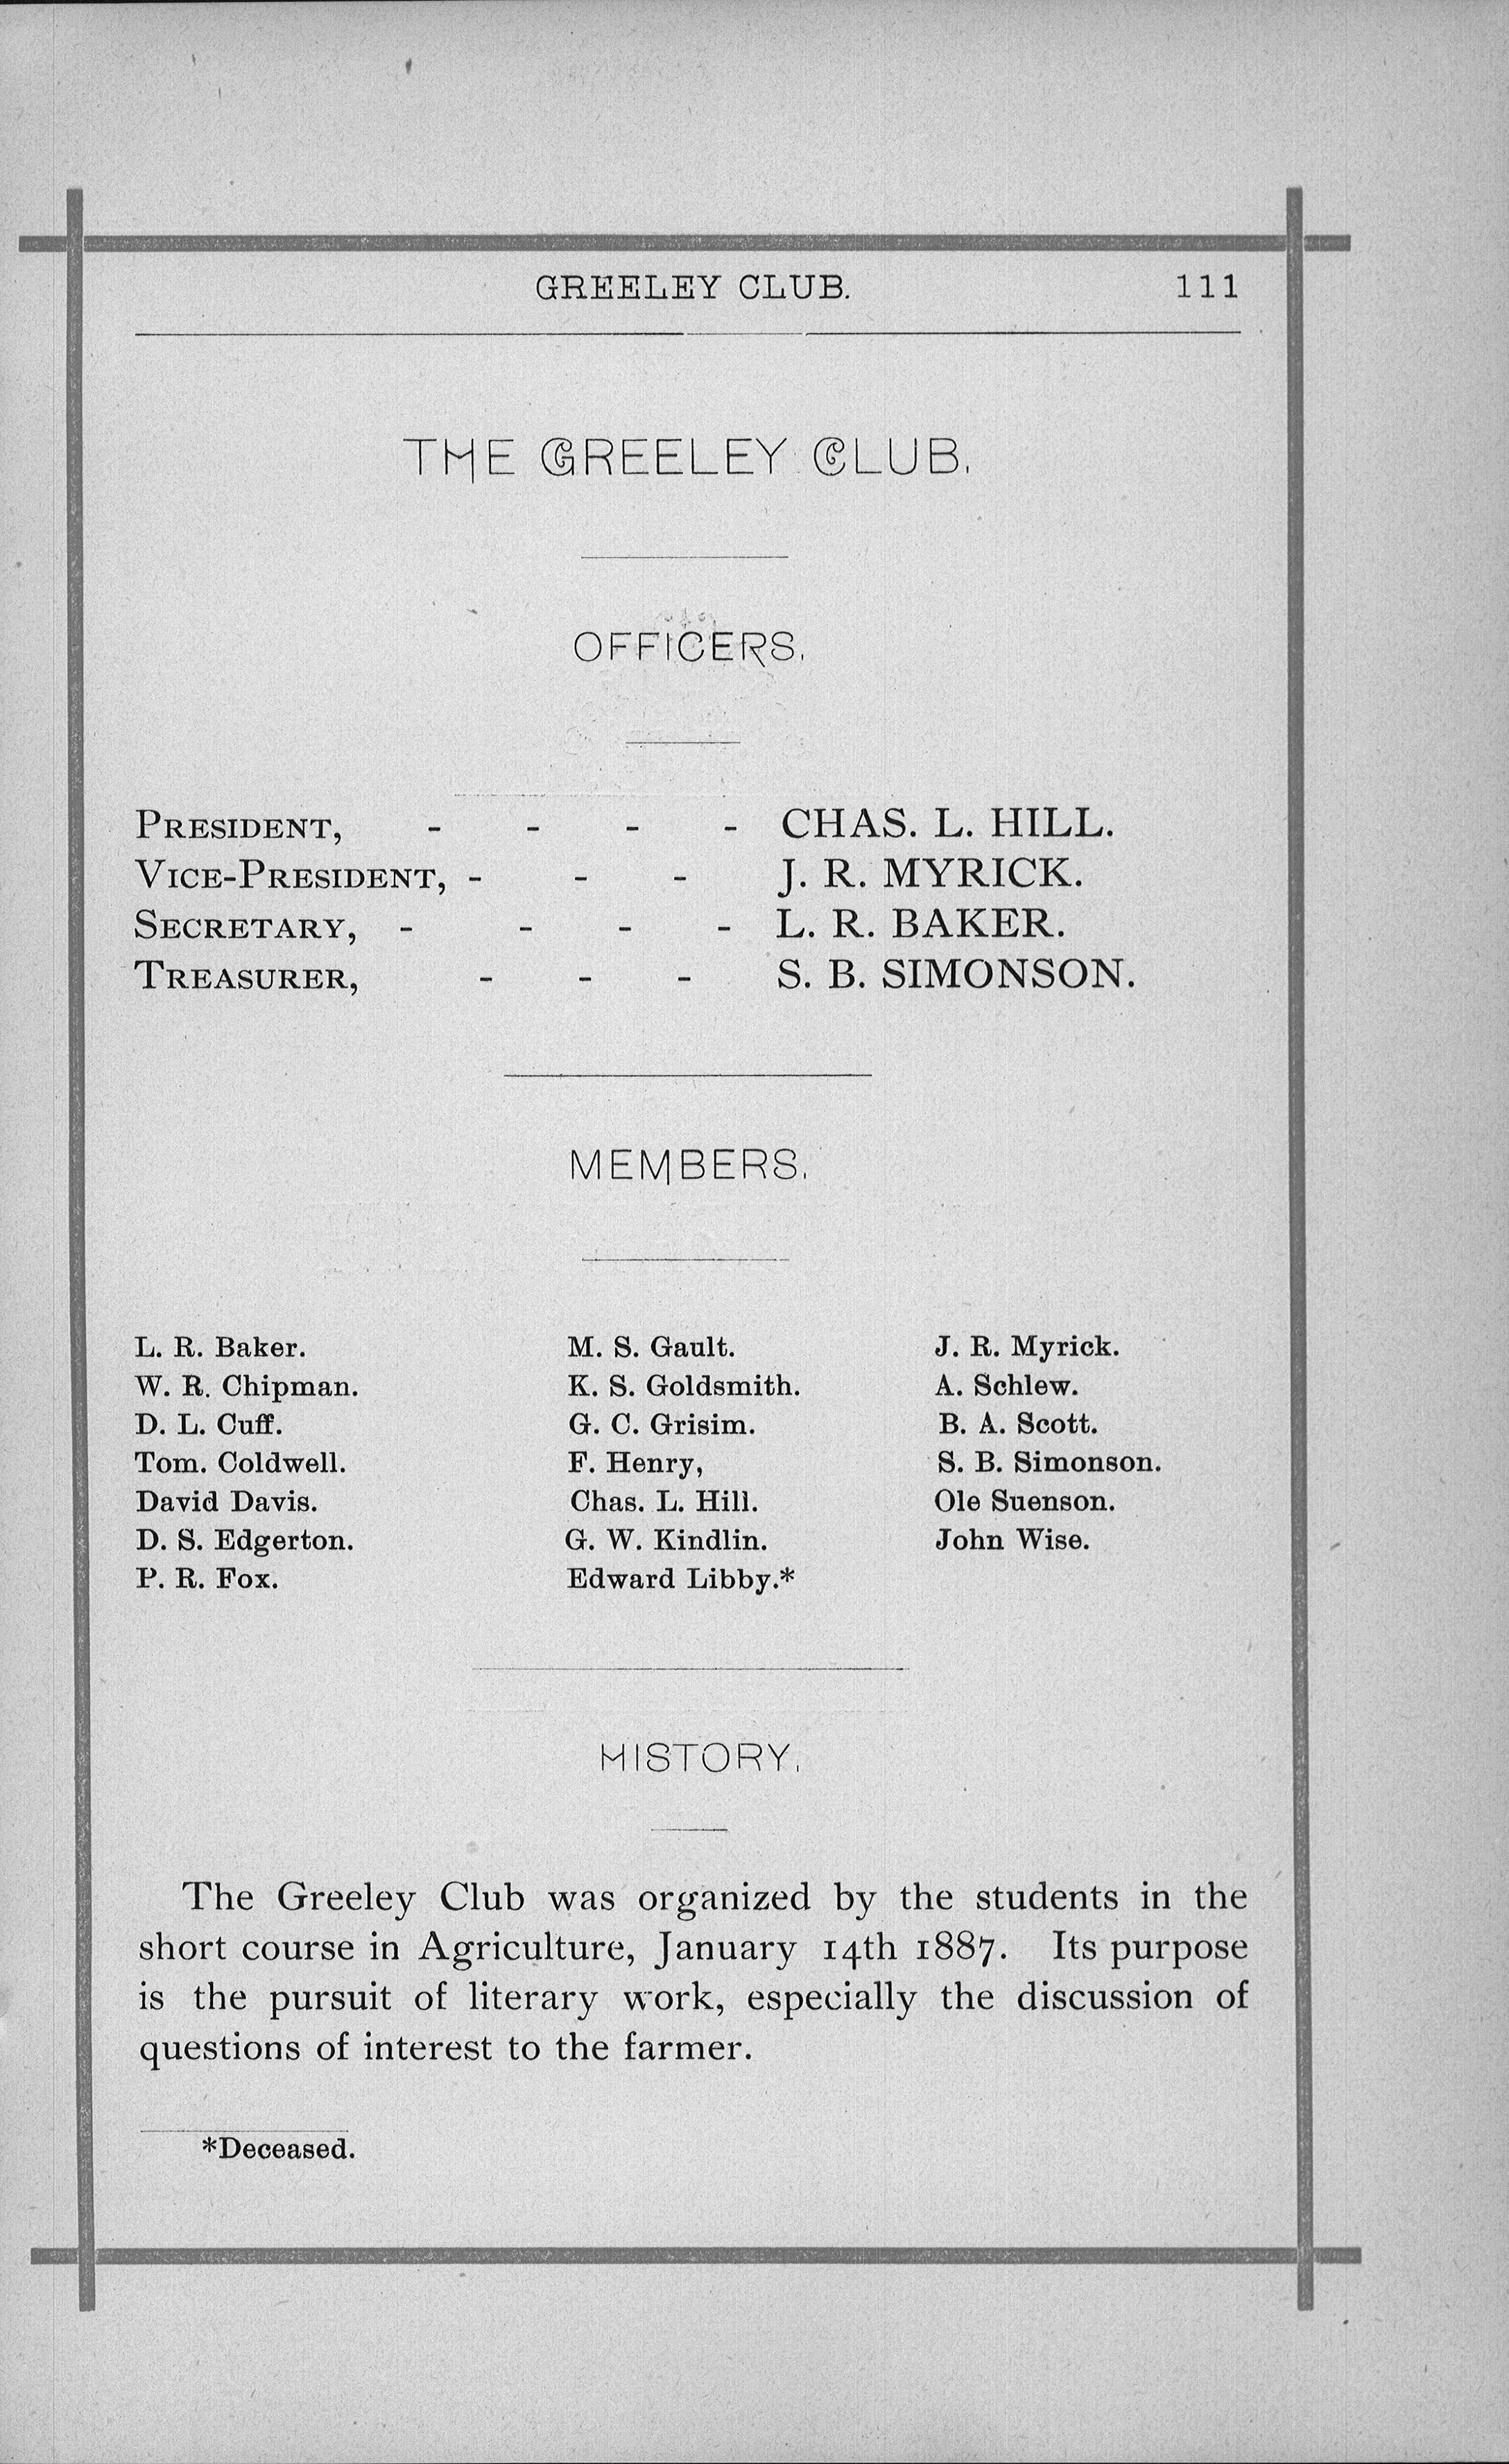 GREELEY CLUB. 111
THE GREELEY CLUB.
OFFICERS.
PRESIDENT, - - - - CHAS. L. HILL.
VICE-PRESIDENT, - - - J. R. MYRICK.
SECRETARY, - - - - L. R. BAKER.
TREASURER, - - - S. B. SIMONSON.
MEMBERS.
L. R. Baker. M. S. Gault. J. R. Myrick.
W. R. Chipman. K. S. Goldsmith. A. Schlew.
D. L. Cuff. G. C. Grisim. B. A. Scott.
Tom. Coldwell. F. Henry, S. B. Simonson.
David Davis. Chas. L. Hill. Ole Suenson.
D. S. Edgerton. G. W. Kindlin. John Wise.
P. R. Fox. Edward Libby.*
HISTORY.
The Greeley Club was organized by the students in the
short course in Agriculture, January 14th 1887. Its purpose
is the pursuit of literary work, especially the discussion of
questions of interest to the farmer.
*Deceased.